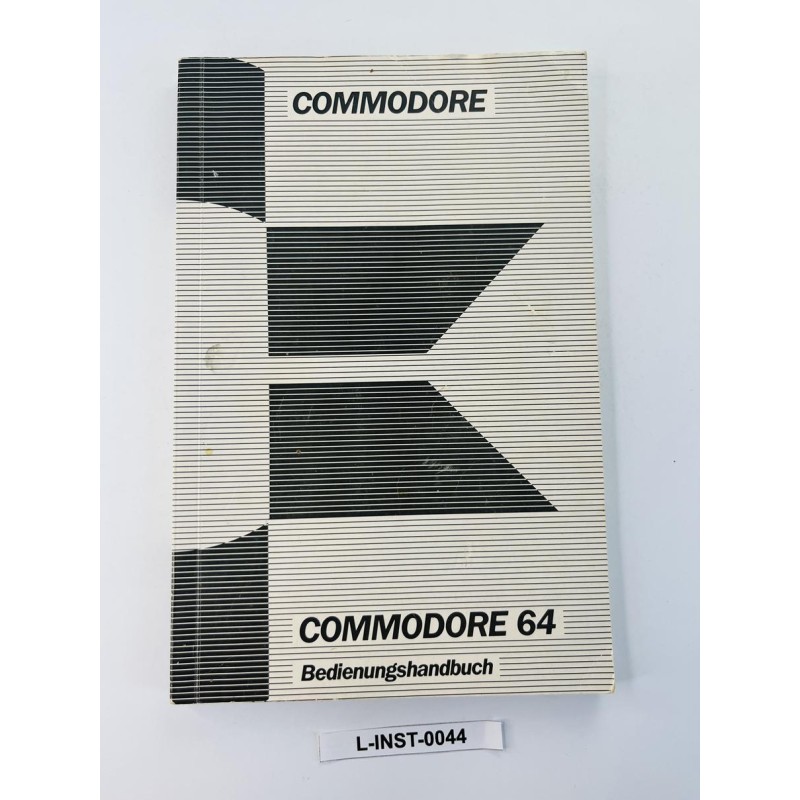 COMMODORE
COMMODORE 64
Bedienungshandbuch
L-INST-0044